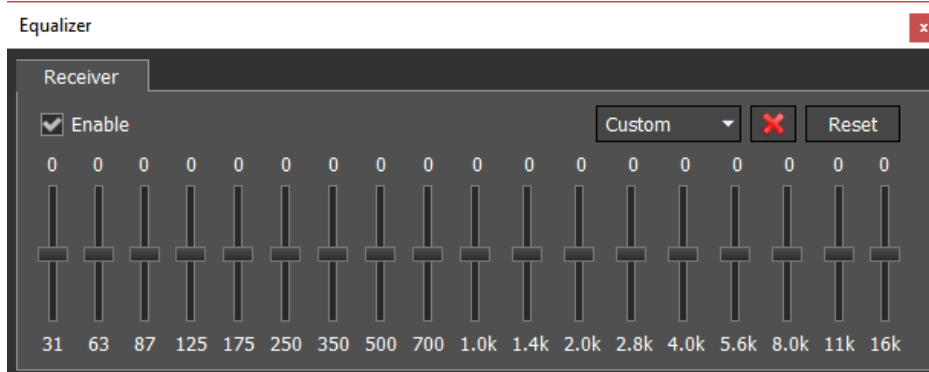 Equalizer
x
Receiver
Enable
Custom
Reset
0 0 0 0 0 0 0 0 0 0 0 0 0 0 0 0 0 0
31 63 87 125 175 250 350 500 700 1.0k 1.4k 2.0k 2.8k 4.0k 5.6k 8.0k 11k 16k